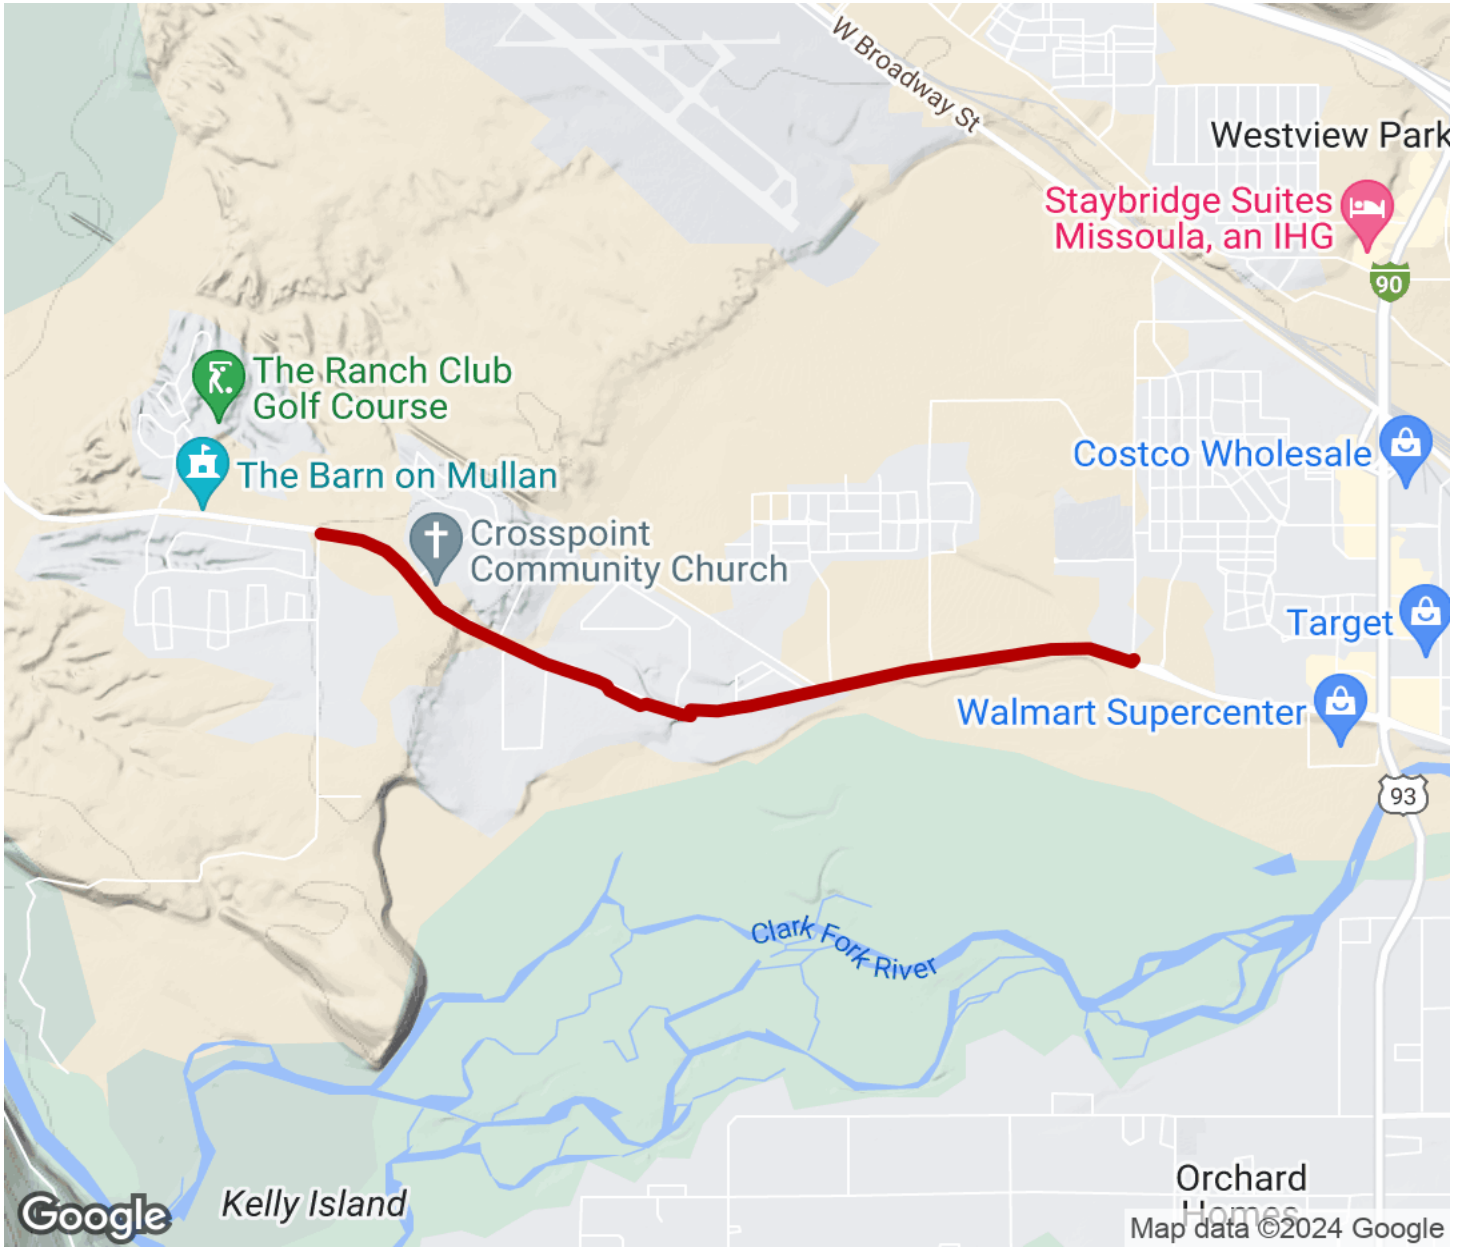 W Broadway St
Westview Park
Staybridge Suites
Missoula, an IHG
90
The Ranch Club
Golf Course
Costco Wholesale
The Barn on Mullan
Crosspoint
Community Church
Target
Walmart Supercenter
93
Clark Fork River
Kelly Island
Orchard
Homes
Google
Map data ©2024 Google